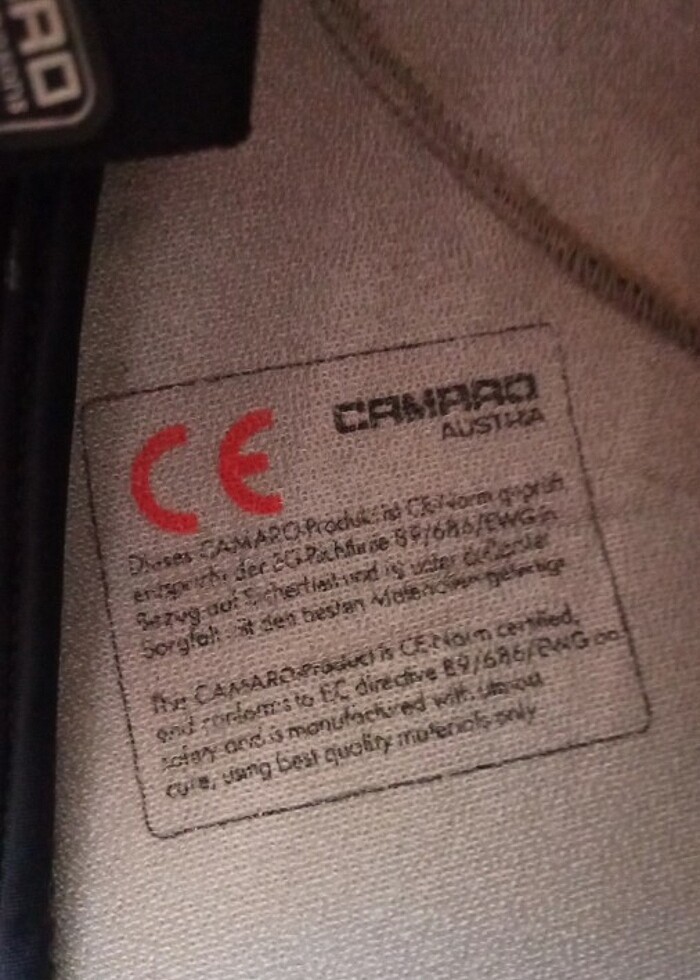 RO
CE
CAMARO
AUSTRIA
Dieses CAMARO-Produkt ist CE-Norm geprüft,
entspricht der EG-Richtlinie 89/686/EWG in
Bezug auf Sicherheit und ist unter
Sorgfalt mit den besten Materialien gefertigt.
The CAMARO-Product is CE-Norm certified,
and conforms to EC directive 89/686/EWG on
safety and is manufactured with utmost
care, using best quality materials only